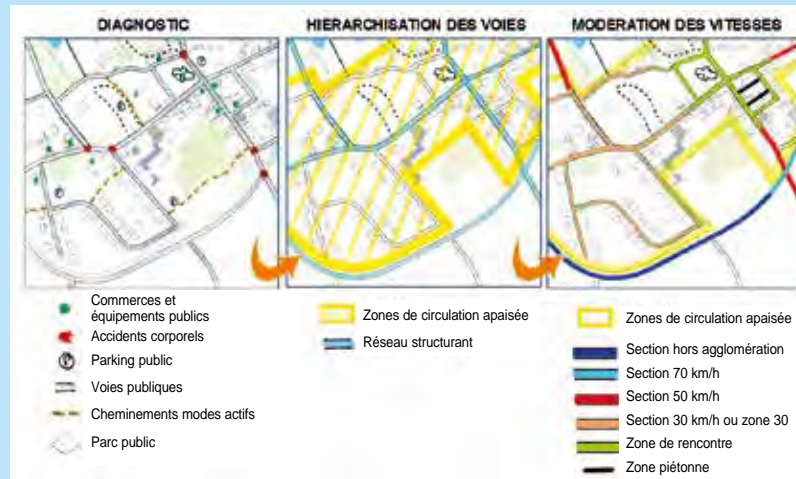 DIAGNOSTIC
HIERARCHISATION DES VOIES
MODERATION DES VITESSES
Commerces et
équipements publics
Accidents corporels
Parking public
Voies publiques
Cheminements modes actifs
Parc public
Zones de circulation apaisée
Réseau structurant
Zones de circulation apaisée
Section hors agglomération
Section 70 km/h
Section 50 km/h
Section 30 km/h ou zone 30
Zone de rencontre
Zone piétonne